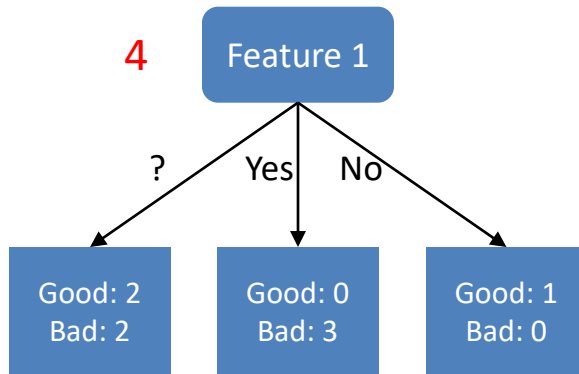 4
Feature 1
?
Yes
No
Good: 2
Bad: 2
Good: 0
Bad: 3
Good: 1
Bad: 0